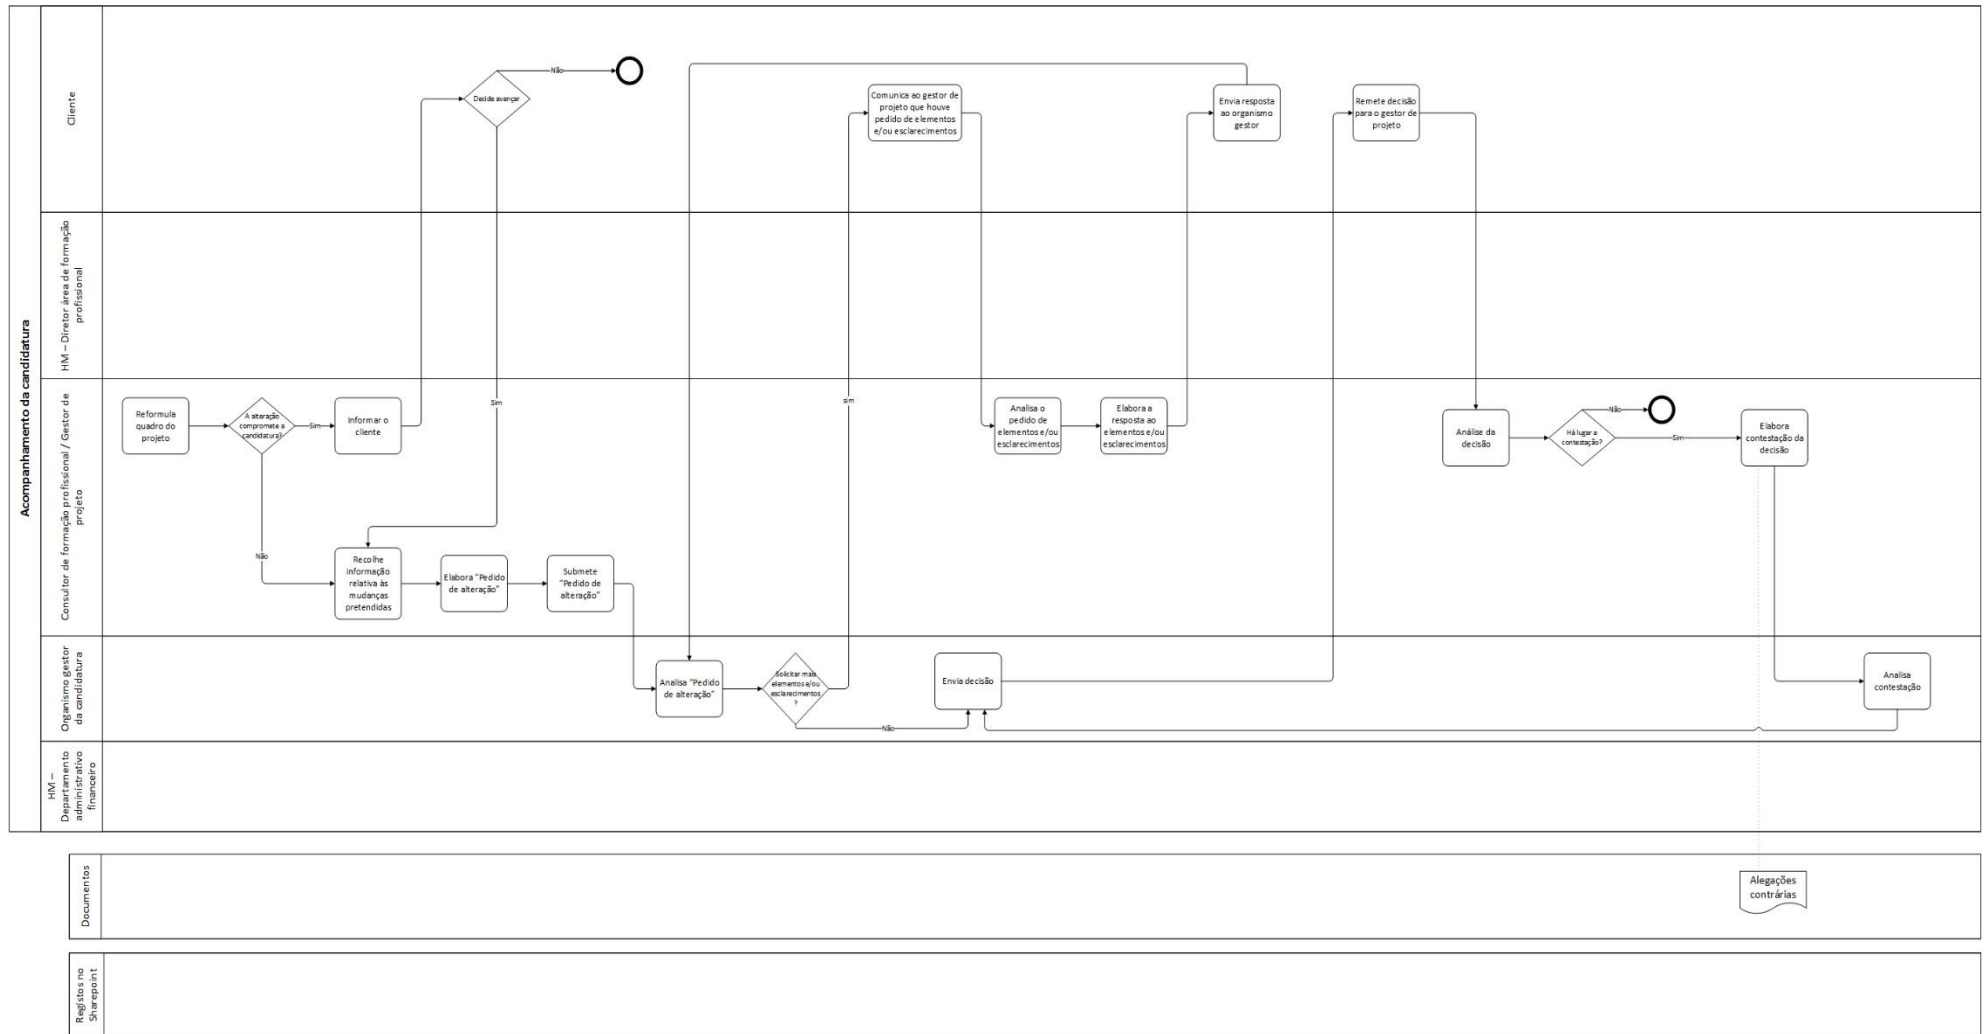 Acompanhamento da candidatura
Cliente
Decide avançar
Não
Comunica ao gestor de
projeto que houve
pedido de elementos
e/ou esclarecimentos
Envia resposta
ao organismo
gestor
Remete decisão
para o gestor de
projeto
HM – Diretor área de formação
profissional
Consultor de formação profissional / Gestor de
projeto
Reformula
quadro do
projeto
A alteração
compromete a
candidatura?
Sim
Informar o
cliente
Sim
sim
Analisa o
pedido de
elementos e/ou
esclarecimentos
Elabora a
resposta ao
elementos e/ou
esclarecimentos
Análise da
decisão
Há lugar a
contestação?
Não
Sim
Elabora
contestação da
decisão
Não
Recolhe
informação
relativa às
mudanças
pretendidas
Elabora “Pedido
de alteração”
Submete
“Pedido de
alteração”
Organismo gestor
da candidatura
Analisa “Pedido
de alteração”
Solicitar mais
elementos e/ou
esclarecimentos
?
Não
Envia decisão
Analisa
contestação
HM –
Departamento
administrativo
financeiro
Documentos
Alegações
contrárias
Registos no
Sharepoint